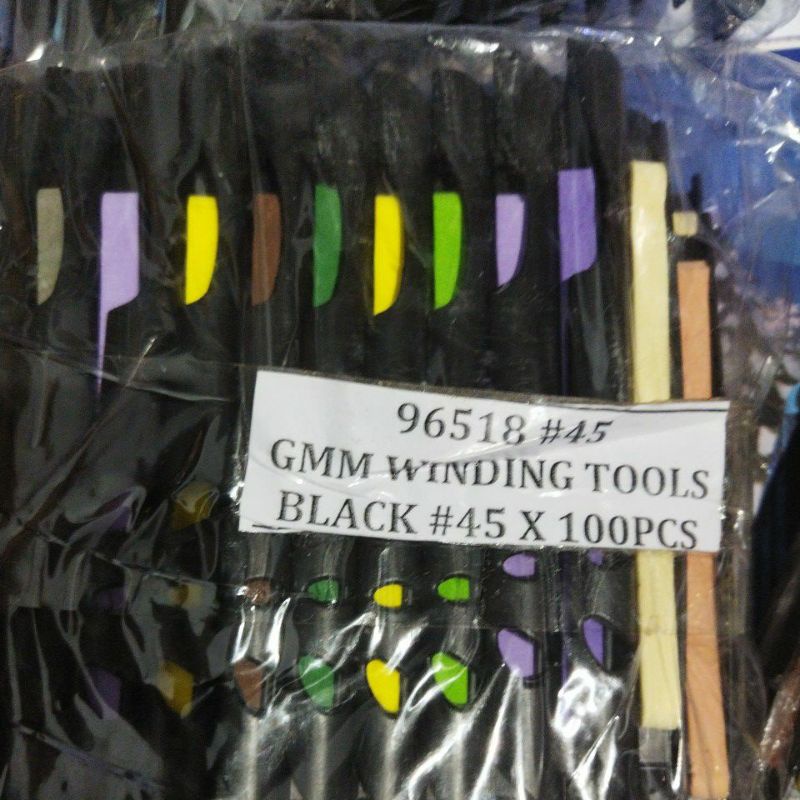 96518 #45
GMM WINDING TOOLS
BLACK #45 X 100PCS